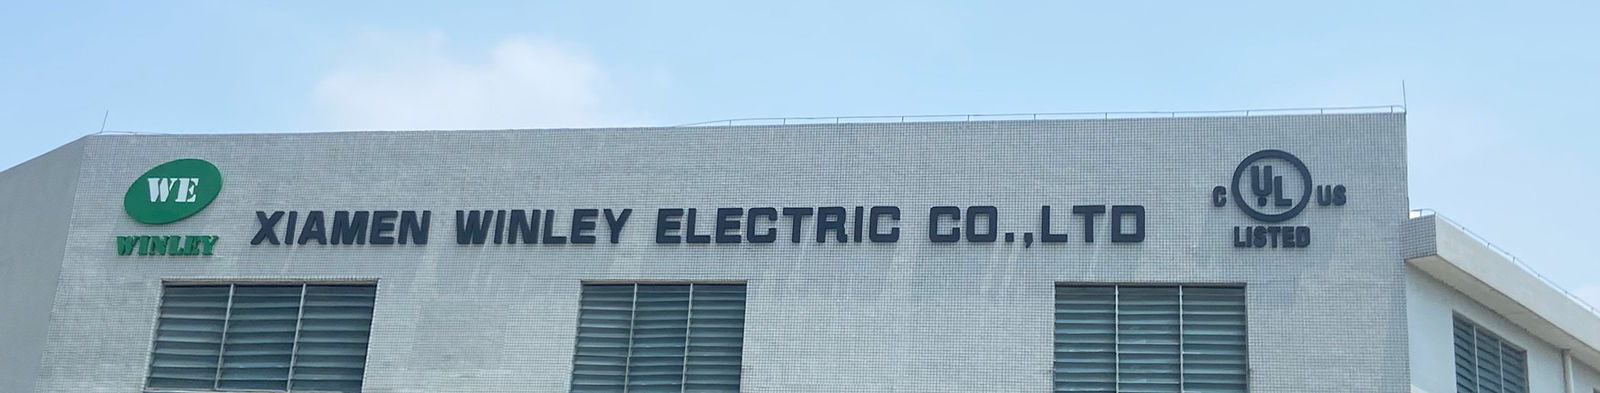 WE
WINLEY
XIAMEN WINLEY ELECTRIC CO.,LTD
C UL US
LISTED